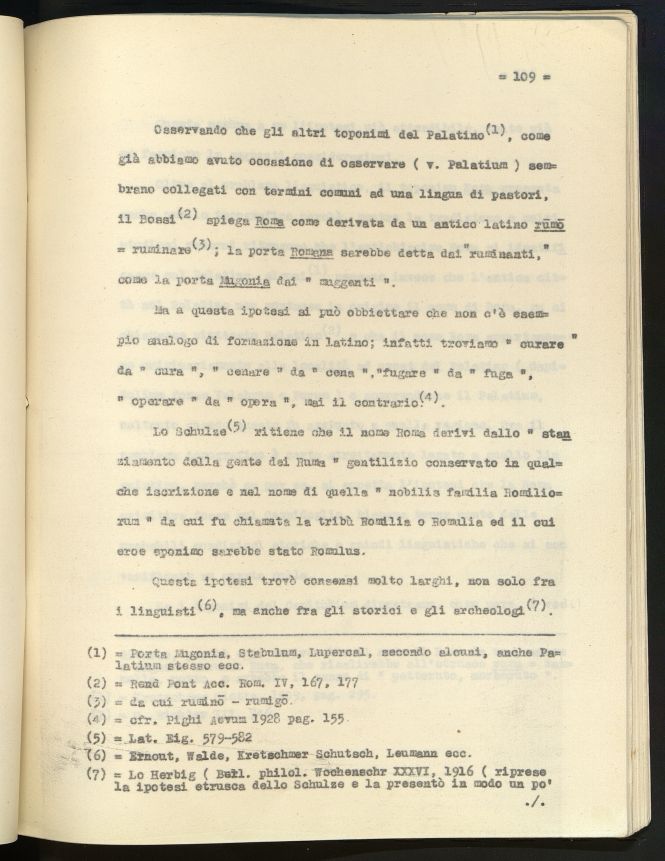 = 109 =
Osservando che gli altri toponimi del Palatino(1), come
già abbiamo avuto occasione di osservare ( v. Palatium ) sem=
brano collegati con termini comuni ad una lingua di pastori,
il Bossi(2) spiega Roma come derivata da un antico latino rūmō
= ruminare(3); la porta Romana sarebbe detta dai "ruminanti,"
come la porta Mugonia dai " muggenti ".
Ma a questa ipotesi si può obbiettare che non c'è esem=
pio analogo di formazione in latino; infatti troviamo " curare "
da " cura ", " cenare " da " cena ","fugare " da " fuga ",
" operare " da " opera ", mai il contrario.(4).
Lo Schulze(5) ritiene che il nome Roma derivi dallo " stan
ziamento della gente dei Ruma " gentilizio conservato in qual=
che iscrizione e nel nome di quella " nobilis familia Romilio=
rum " da cui fu chiamata la tribù Romilia o Romulia ed il cui
eroe eponimo sarebbe stato Romulus.
Questa ipotesi trovò consensi molto larghi, non solo fra
i linguisti(6), ma anche fra gli storici e gli archeologi(7).
(1) = Porta Mugonia, Stabulum, Lupercal, secondo alcuni, anche Pa=
latium stesso ecc.
(2) = Rend Pont Acc. Rom. IV, 167, 177
(3) = da cui ruminō - rumigō.
(4) = cfr. Pighi Aevum 1928 pag. 155
(5) = Lat. Eig. 579-582
(6) = Ernout, Walde, Kretschmer Schutsch, Leumann ecc.
(7) = Lo Herbig ( Berl. philol. Wochenschr XXXVI, 1916 ( riprese
la ipotesi etrusca dello Schulze e la presentò in modo un po'
./.